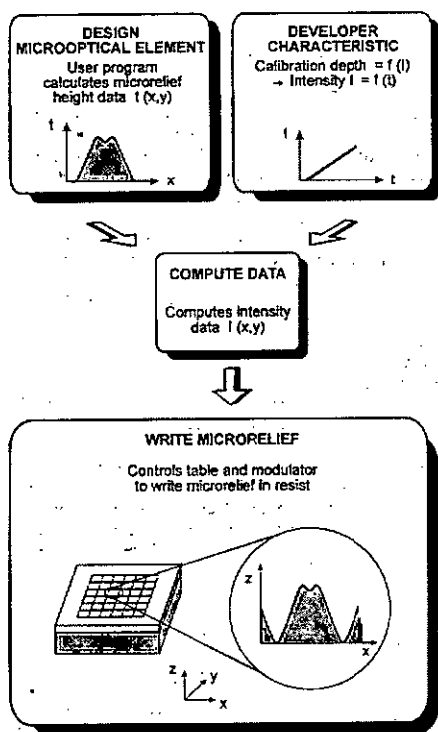 DESIGN
MICROOPTICAL ELEMENT
User program
calculates microrelief
height data t (x,y)
t
x
DEVELOPER
CHARACTERISTIC
Calibration depth = f (I)
→ Intensity I = f (t)
I
t
COMPUTE DATA
Computes intensity
data I (x,y)
WRITE MICRORELIEF
Controls table and modulator
to write microrelief in resist
z
x
z
y
x